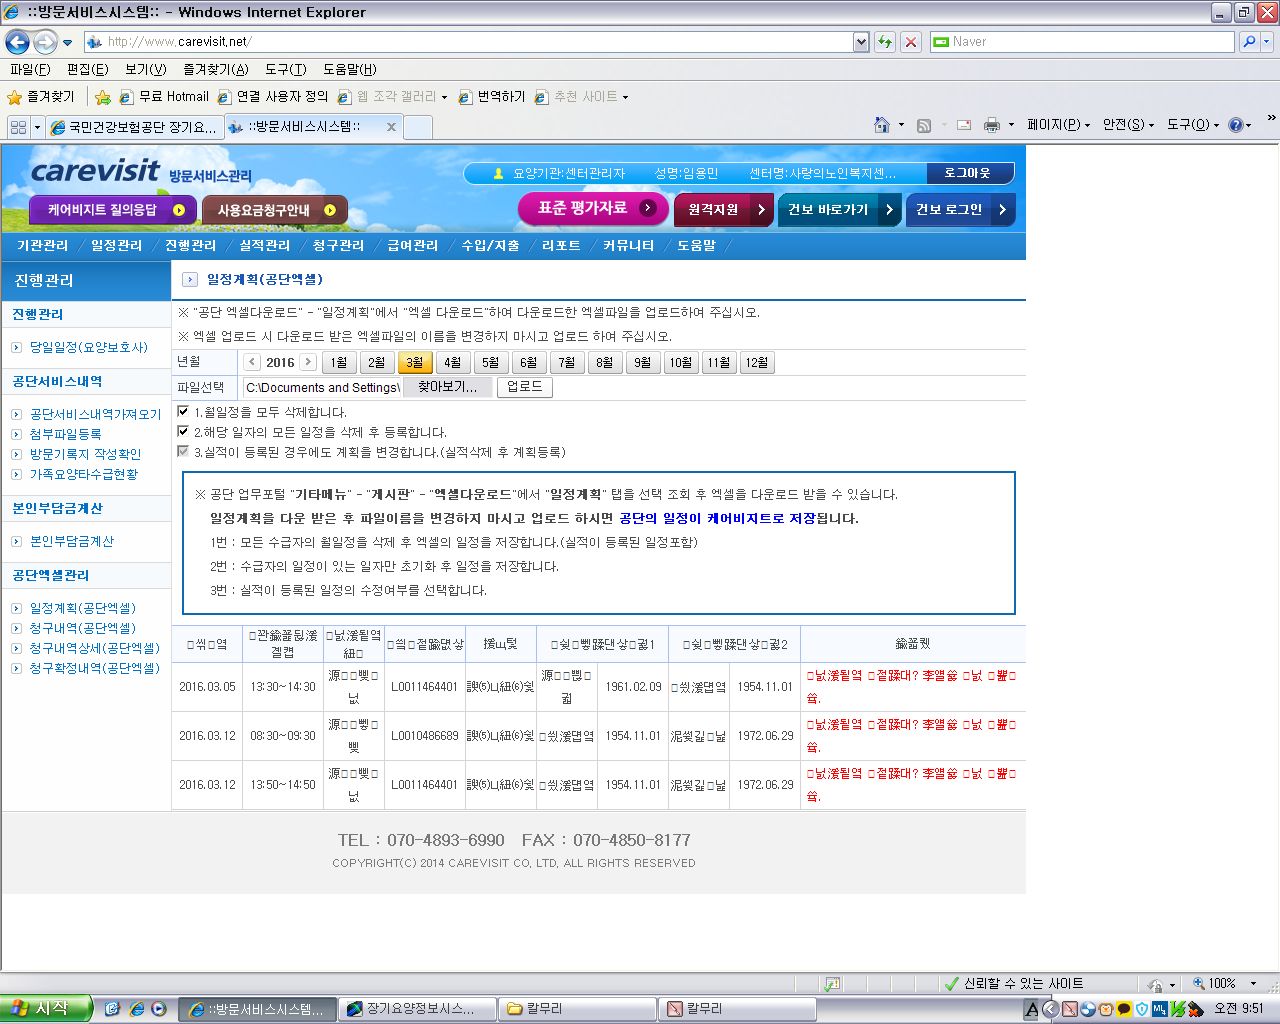 ::방문서비스시스템:: - Windows Internet Explorer
http://www.carevisit.net/
Naver
파일(F) 편집(E) 보기(V) 즐겨찾기(A) 도구(T) 도움말(H)
즐겨찾기 무료 Hotmail 연결 사용자 정의 웹 조각 갤러리 번역하기 추천 사이트
국민건강보험공단 장기요... ::방문서비스시스템:: X 페이지(P) 안전(S) 도구(O) »
carevisit 방문서비스관리
요양기관:센터관리자 성명:임용민 센터명:사랑의노인복지센... 로그아웃
케어비지트 질의응답 사용요금청구안내 표준 평가자료 원격지원 건보 바로가기 건보 로그인
기관관리 일정관리 진행관리 실적관리 청구관리 급여관리 수입/지출 리포트 커뮤니티 도움말
진행관리
진행관리
당일일정(요양보호사)
공단서비스내역
공단서비스내역가져오기
첨부파일등록
방문기록지 작성확인
가족요양타수급현황
본인부담금계산
본인부담금계산
공단엑셀관리
일정계획(공단엑셀)
청구내역(공단엑셀)
청구내역상세(공단엑셀)
청구확정내역(공단엑셀)
일정계획(공단엑셀)
※ "공단 엑셀다운로드" - "일정계획"에서 "엑셀 다운로드"하여 다운로드한 엑셀파일을 업로드하여 주십시오.
※ 엑셀 업로드 시 다운로드 받은 엑셀파일의 이름을 변경하지 마시고 업로드 하여 주십시오.
년월 < 2016 > 1월 2월 3월 4월 5월 6월 7월 8월 9월 10월 11월 12월
파일선택 C:\Documents and Settings\ 찾아보기... 업로드
1.월일정을 모두 삭제합니다.
2.해당 일자의 모든 일정을 삭제 후 등록합니다.
3.실적이 등록된 경우에도 계획을 변경합니다.(실적삭제 후 계획등록)
※ 공단 업무포털 "기타메뉴" - "게시판" - "엑셀다운로드"에서 "일정계획" 탭을 선택 조회 후 엑셀을 다운로드 받을 수 있습니다.
일정계획을 다운 받은 후 파일이름을 변경하지 마시고 업로드 하시면 공단의 일정이 케어비지트로 저장됩니다.
1번 : 모든 수급자의 월일정을 삭제 후 엑셀의 일정을 저장합니다.(실적이 등록된 일정포함)
2번 : 수급자의 일정이 있는 일자만 초기화 후 일정을 저장합니다.
3번 : 실적이 등록된 일정의 수정여부를 선택합니다.
2016.03.05 13:30~14:30 L0011464401 1961.02.09 1954.11.01
2016.03.12 08:30~09:30 L0010486689 1954.11.01 1972.06.29
2016.03.12 13:50~14:50 L0011464401 1954.11.01 1972.06.29
TEL : 070-4893-6990 FAX : 070-4850-8177
COPYRIGHT(C) 2014 CAREVISIT CO, LTD, ALL RIGHTS RESERVED
신뢰할 수 있는 사이트 100%
시작 ::방문서비스시스템... 장기요양정보시스... 칼무리 칼무리 A 오전 9:51